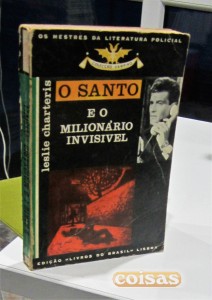 OS MESTRES DA LITERATURA POLICIAL
O SANTO
E O
MILIONÁRIO
INVISIVEL
leslie charteris
EDIÇÃO «LIVROS DO BRASIL» LISBOA
coisas